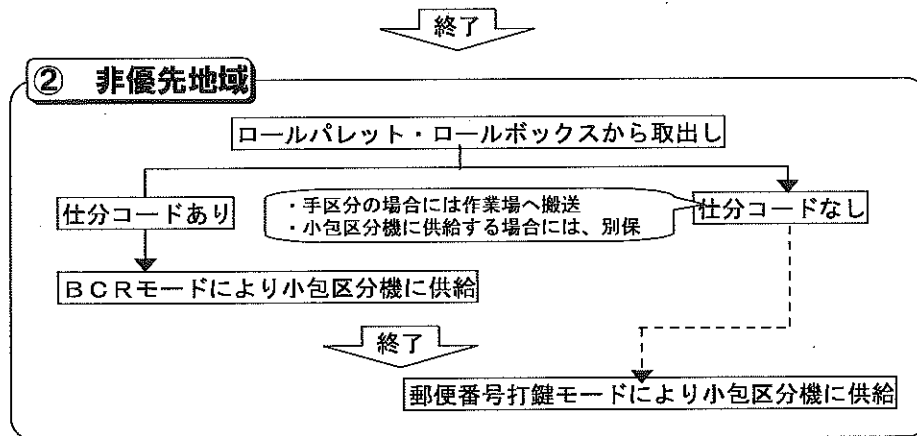 終了
② 非優先地域
ロールパレット・ロールボックスから取出し
仕分コードあり
・手区分の場合には作業場へ搬送
・小包区分機に供給する場合には、別保
仕分コードなし
BCRモードにより小包区分機に供給
終了
郵便番号打鍵モードにより小包区分機に供給